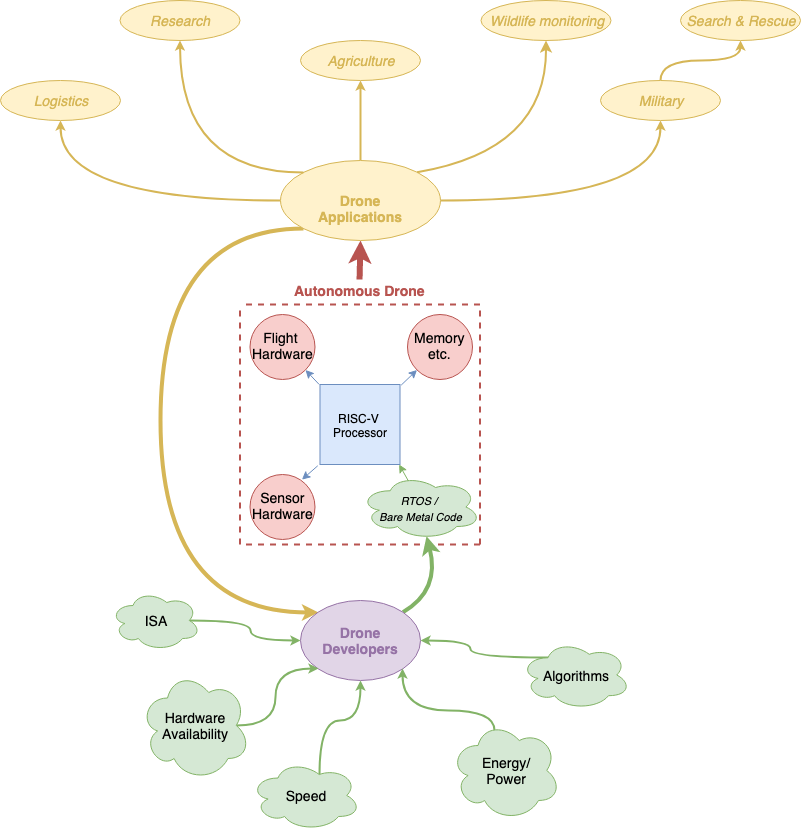 Research
Wildlife monitoring
Search & Rescue
Agriculture
Logistics
Military
Drone
Applications
Autonomous Drone
Flight
Hardware
Memory
etc.
RISC-V
Processor
Sensor
Hardware
RTOS /
Bare Metal Code
ISA
Drone
Developers
Algorithms
Hardware
Availability
Energy/
Power
Speed